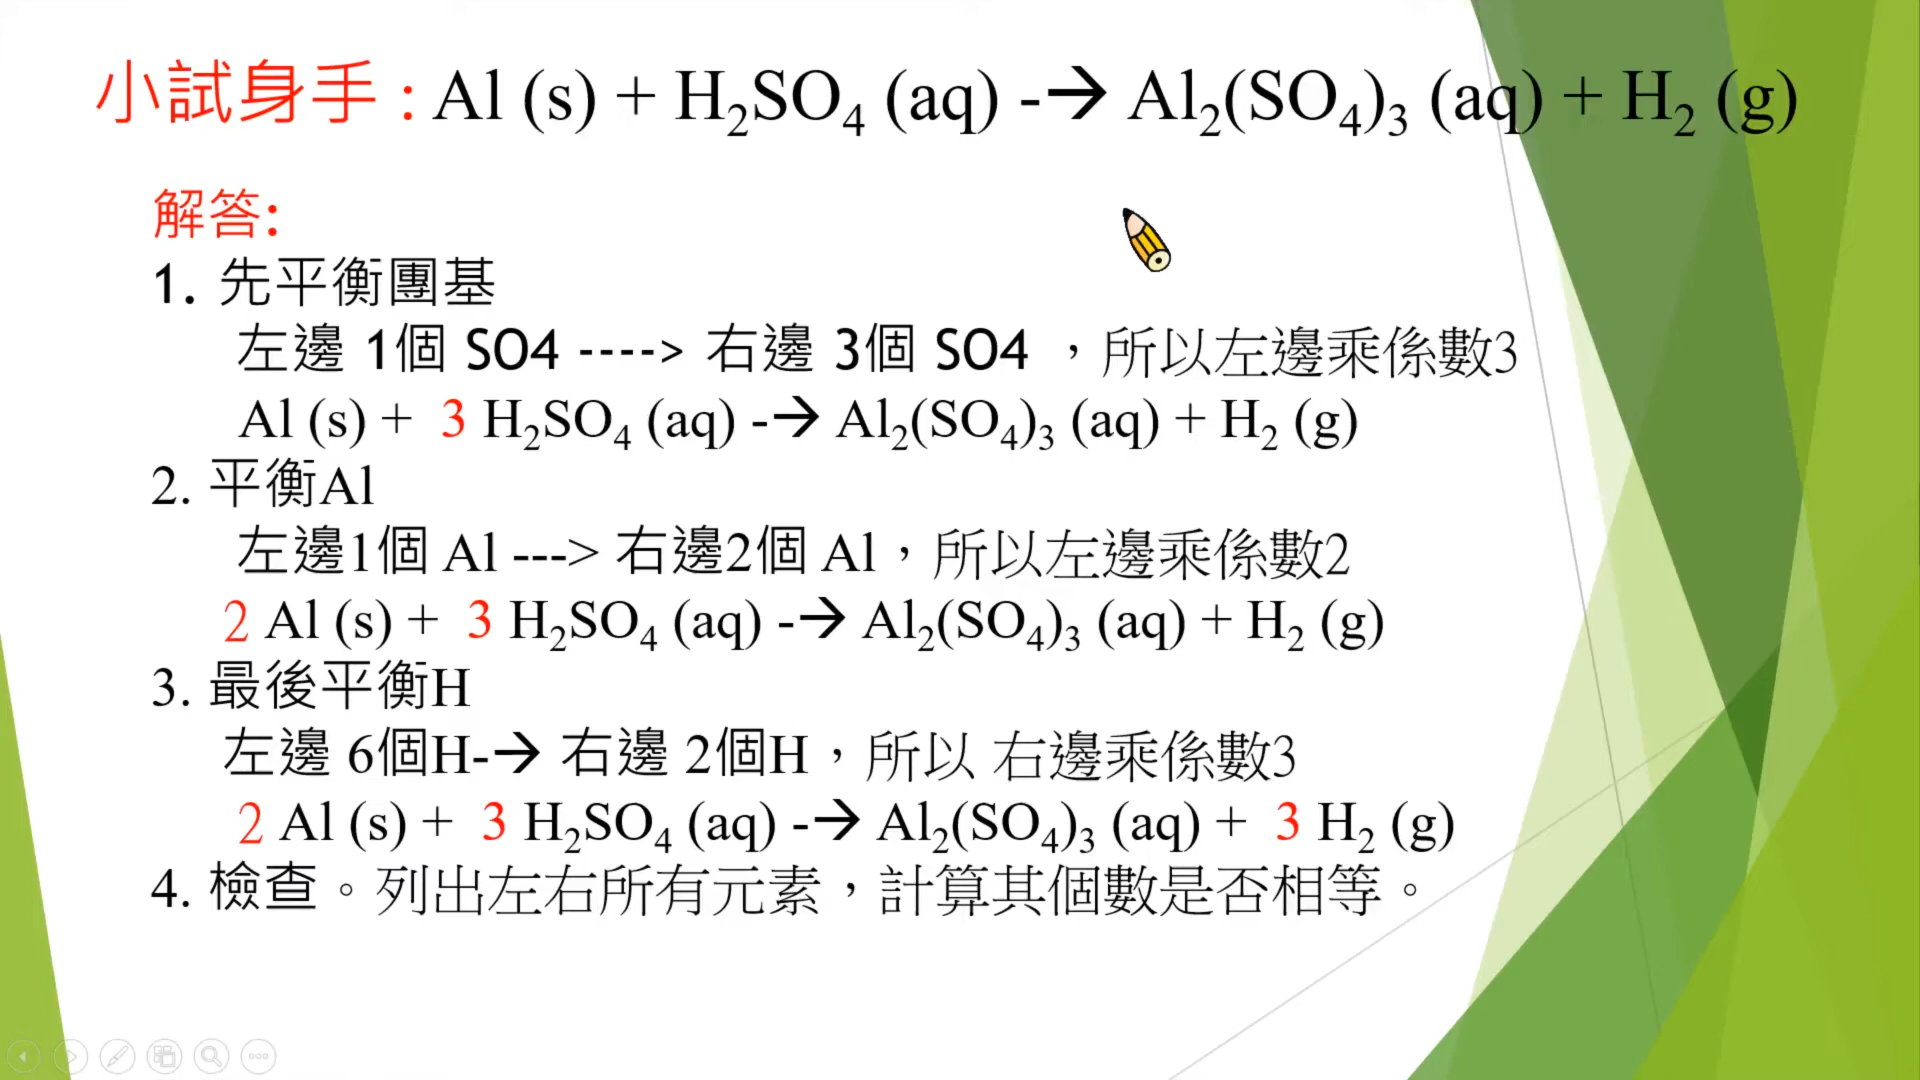 小試身手 : Al (s) + H₂SO₄ (aq) -→ Al₂(SO₄)₃ (aq) + H₂ (g)
解答:
1. 先平衡團基
左邊 1個 SO4 ----> 右邊 3個 SO4 ，所以左邊乘係數3
Al (s) + 3 H₂SO₄ (aq) -→ Al₂(SO₄)₃ (aq) + H₂ (g)
2. 平衡Al
左邊1個 Al ---> 右邊2個 Al，所以左邊乘係數2
2 Al (s) + 3 H₂SO₄ (aq) -→ Al₂(SO₄)₃ (aq) + H₂ (g)
3. 最後平衡H
左邊 6個H-→ 右邊 2個H，所以 右邊乘係數3
2 Al (s) + 3 H₂SO₄ (aq) -→ Al₂(SO₄)₃ (aq) + 3 H₂ (g)
4. 檢查。列出左右所有元素，計算其個數是否相等。